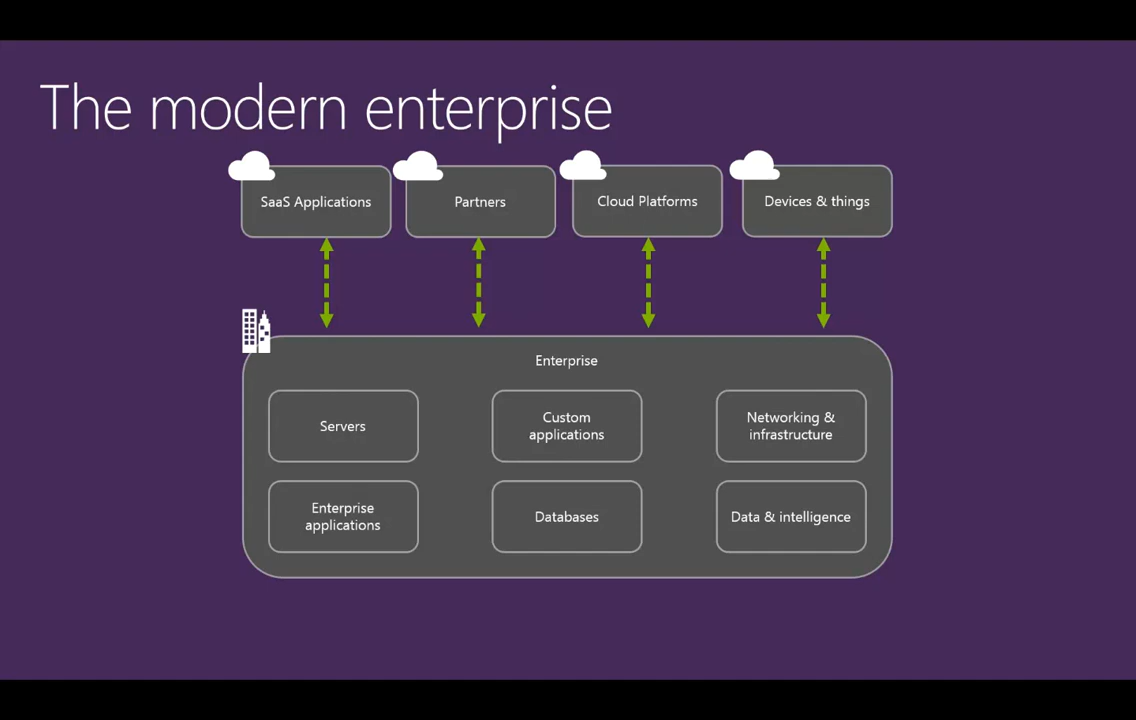 The modern enterprise
SaaS Applications
Partners
Cloud Platforms
Devices & things
Enterprise
Servers
Custom
applications
Networking &
infrastructure
Enterprise
applications
Databases
Data & intelligence